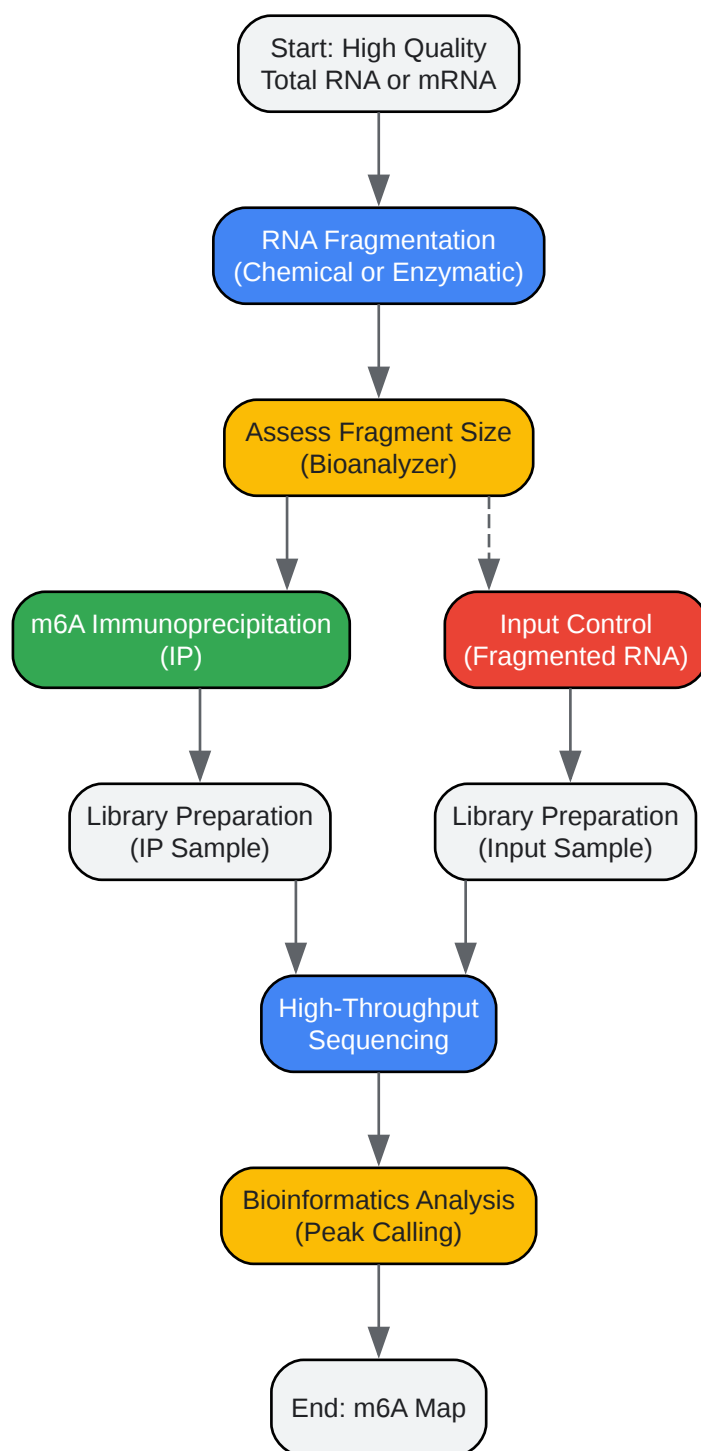 Start: High Quality
Total RNA or mRNA
RNA Fragmentation
(Chemical or Enzymatic)
Assess Fragment Size
(Bioanalyzer)
m6A Immunoprecipitation
(IP)
Input Control
(Fragmented RNA)
Library Preparation
(IP Sample)
Library Preparation
(Input Sample)
High-Throughput
Sequencing
Bioinformatics Analysis
(Peak Calling)
End: m6A Map